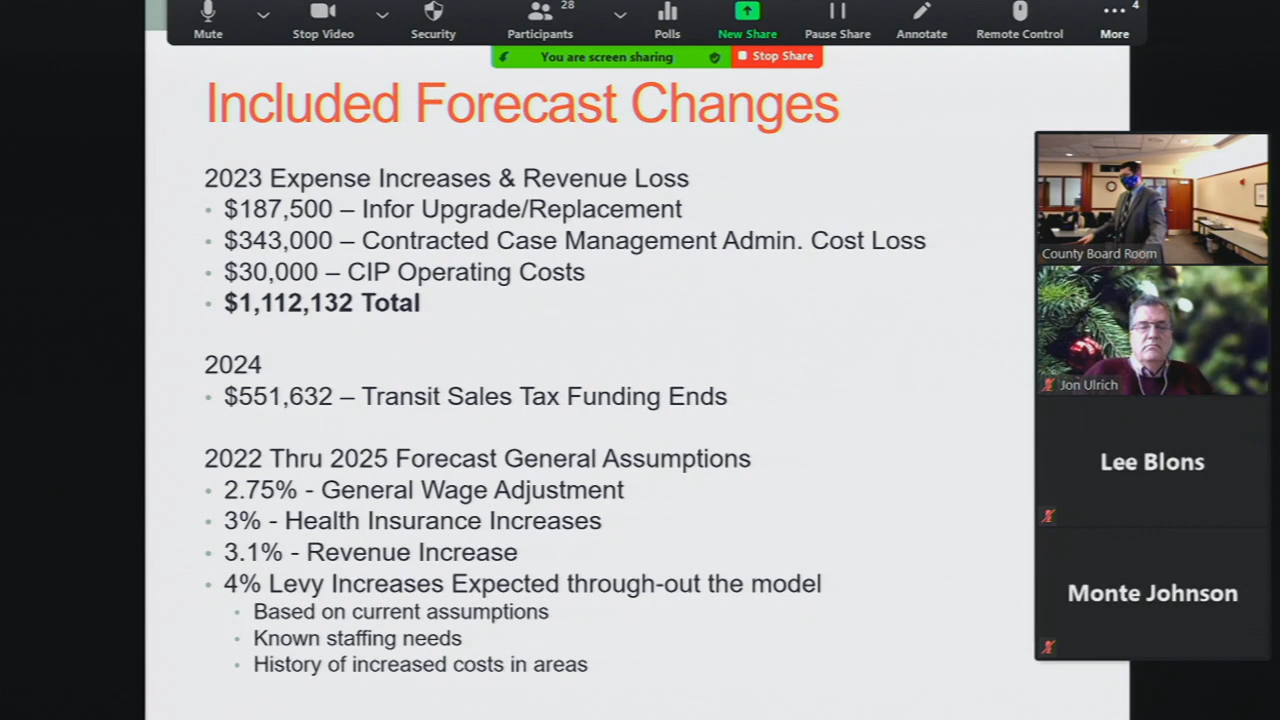 Mute
Stop Video
Security
28
Participants
Polls
New Share
Pause Share
Annotate
Remote Control
4
More
You are screen sharing
Stop Share
Included Forecast Changes
2023 Expense Increases & Revenue Loss
• $187,500 – Infor Upgrade/Replacement
• $343,000 – Contracted Case Management Admin. Cost Loss
• $30,000 – CIP Operating Costs
• $1,112,132 Total
2024
• $551,632 – Transit Sales Tax Funding Ends
2022 Thru 2025 Forecast General Assumptions
• 2.75% - General Wage Adjustment
• 3% - Health Insurance Increases
• 3.1% - Revenue Increase
• 4% Levy Increases Expected through-out the model
• Based on current assumptions
• Known staffing needs
• History of increased costs in areas
County Board Room
Jon Ulrich
Lee Blons
Monte Johnson